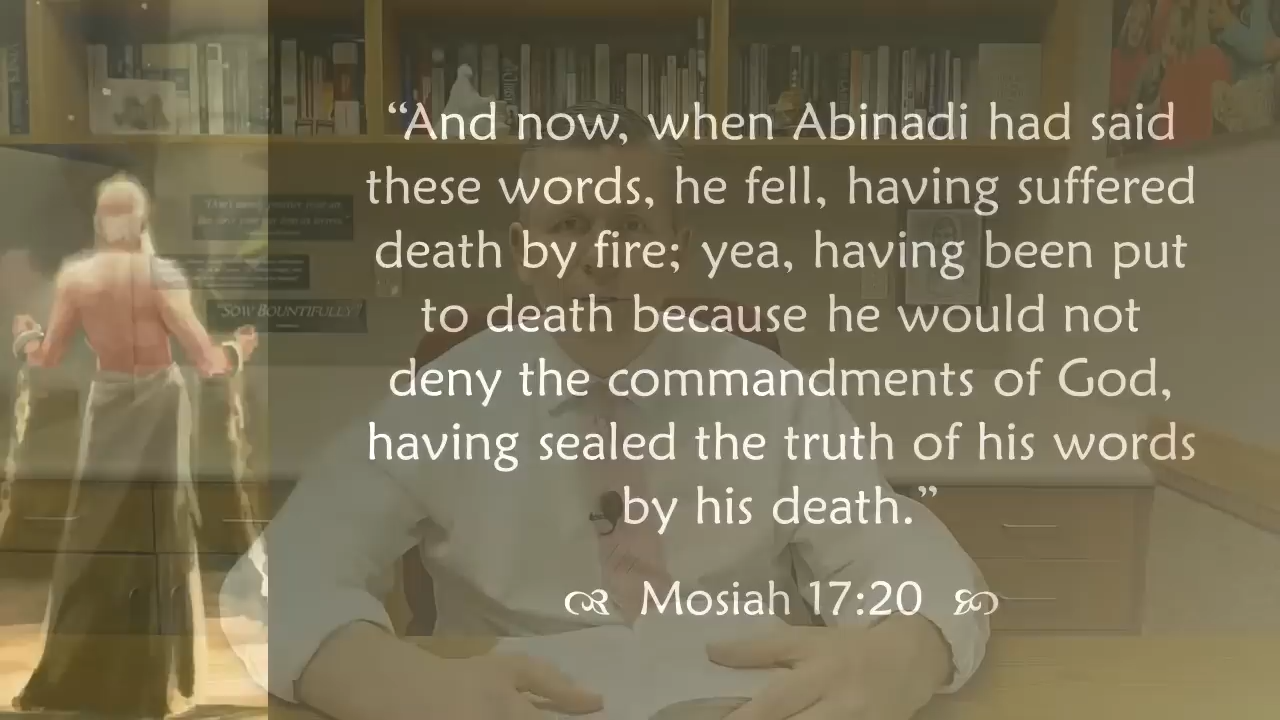 “And now, when Abinadi had said
these words, he fell, having suffered
death by fire; yea, having been put
to death because he would not
deny the commandments of God,
having sealed the truth of his words
by his death.”
Mosiah 17:20
"SOW BOUNTIFULLY"